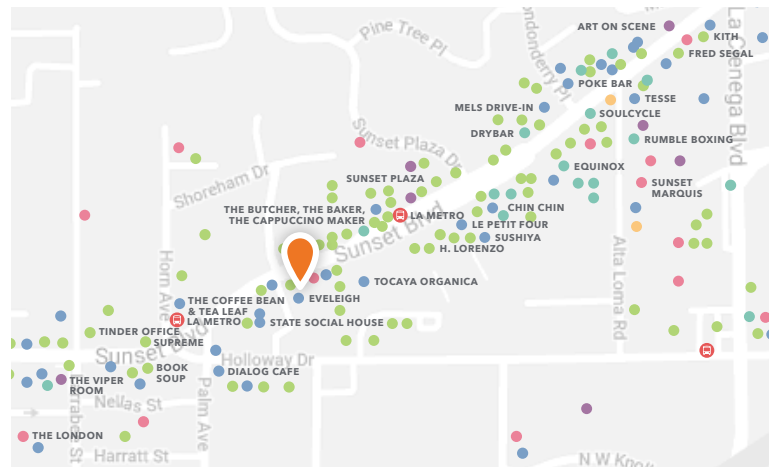 ART ON SCENE
Pine Tree Pl
KITH
FRED SEGAL
La Cienega Blvd
POKE BAR
TESSE
MELS DRIVE-IN
SOULCYCLE
Sunset Plaza Dr
DRYBAR
RUMBLE BOXING
EQUINOX
Shoreham Dr
SUNSET PLAZA
SUNSET
MARQUIS
THE BUTCHER, THE BAKER,
THE CAPPUCCINO MAKER
LA METRO
CHIN CHIN
LE PETIT FOUR
Sunset Blvd
SUSHIYA
H. LORENZO
Alta Loma Rd
Horn Ave
TOCAYA ORGANICA
EVELEIGH
THE COFFEE BEAN
& TEA LEAF
LA METRO
STATE SOCIAL HOUSE
TINDER OFFICE
SUPREME
Sunset Blvd
Holloway Dr
BOOK
SOUP
DIALOG CAFE
THE VIPER
ROOM
Nellas St
Palm Ave
THE LONDON
Harratt St